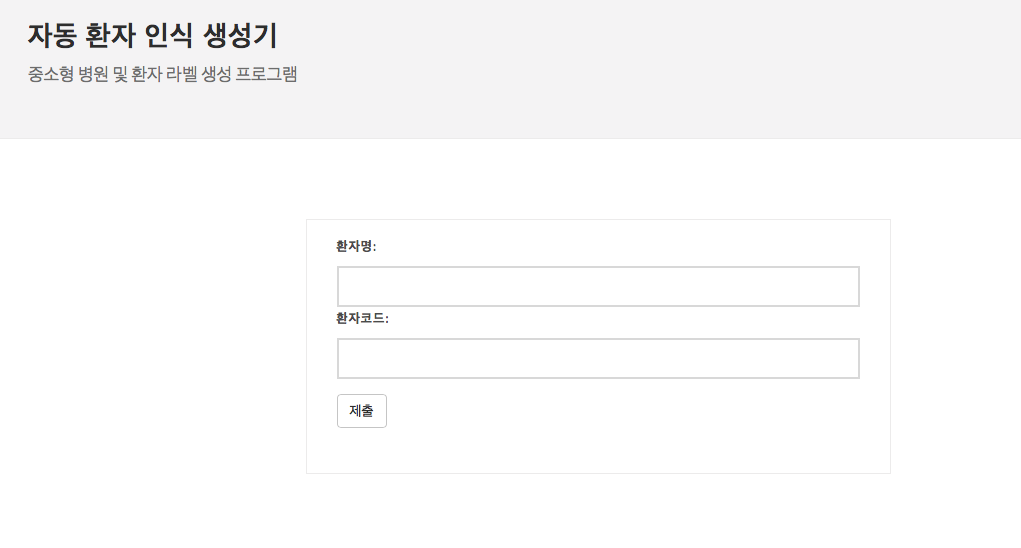 자동 환자 인식 생성기
중소형 병원 및 환자 라벨 생성 프로그램
환자명:
환자코드:
제출